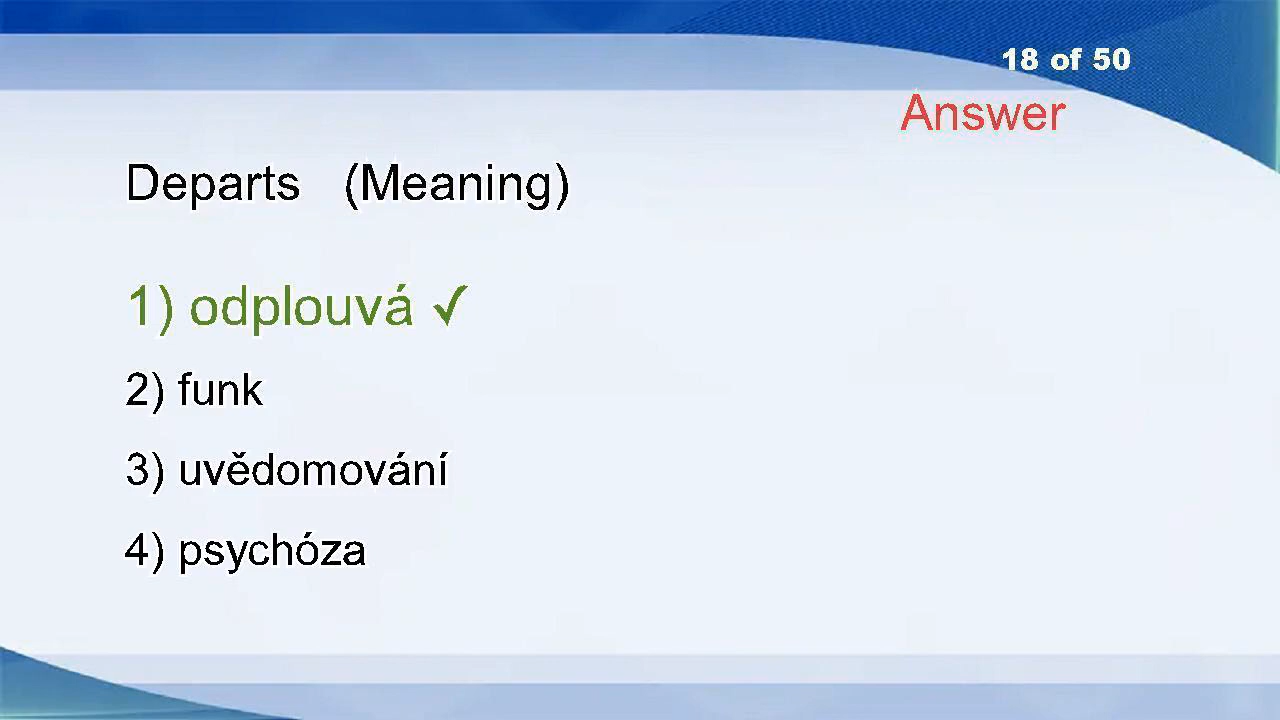 18 of 50
Answer
Departs (Meaning)
1) odplouvá ✓
2) funk
3) uvědomování
4) psychóza